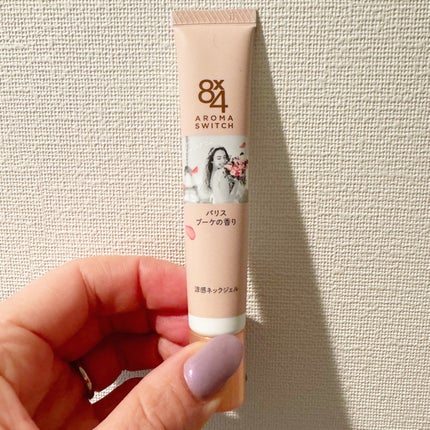 8x4
AROMA
SWITCH
パリス
ブーケの香り
涼感ネックジェル